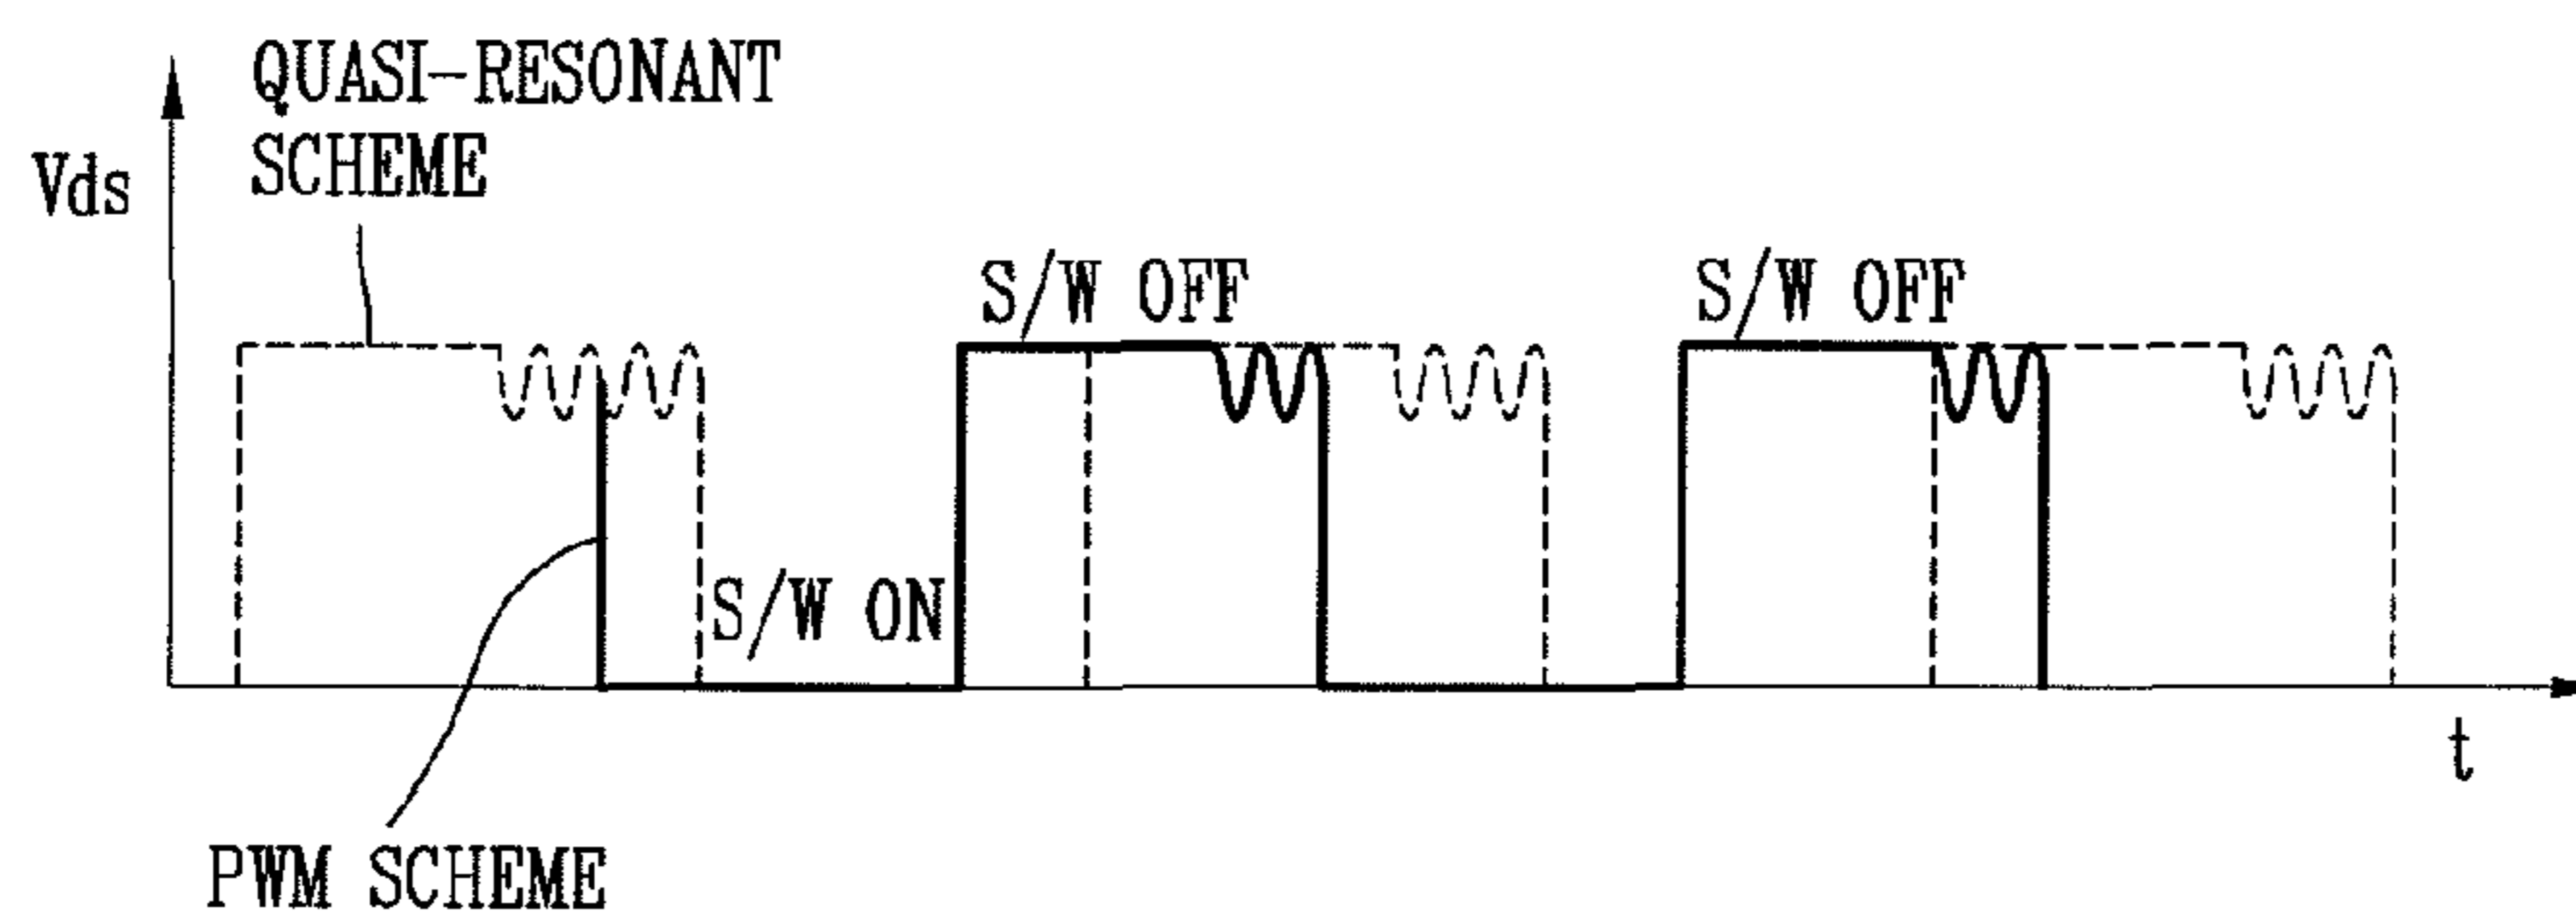 QUASI-RESONANT
SCHEME
Vds
S/W OFF
S/W OFF
S/W ON
t
PWM SCHEME